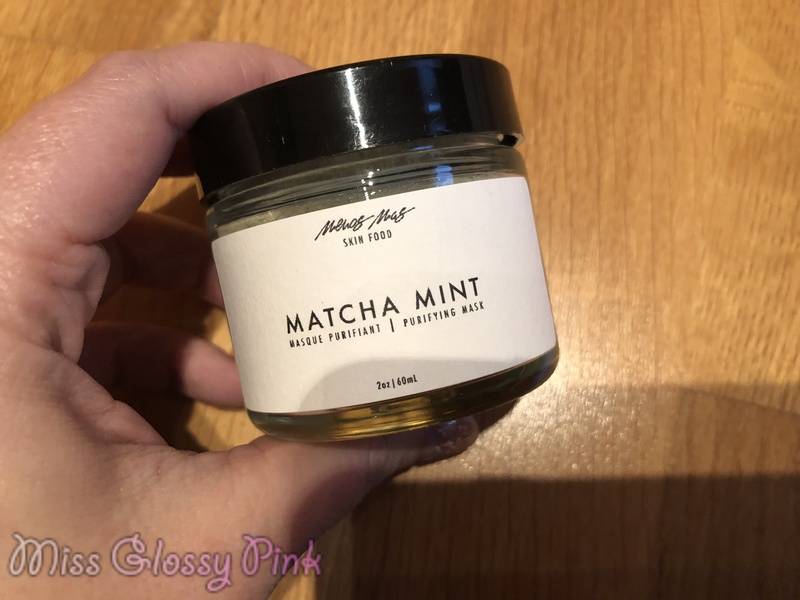 Menos Mas
SKIN FOOD
MATCHA MINT
MASQUE PURIFIANT | PURIFYING MASK
2oz | 60mL
Miss Glossy Pink